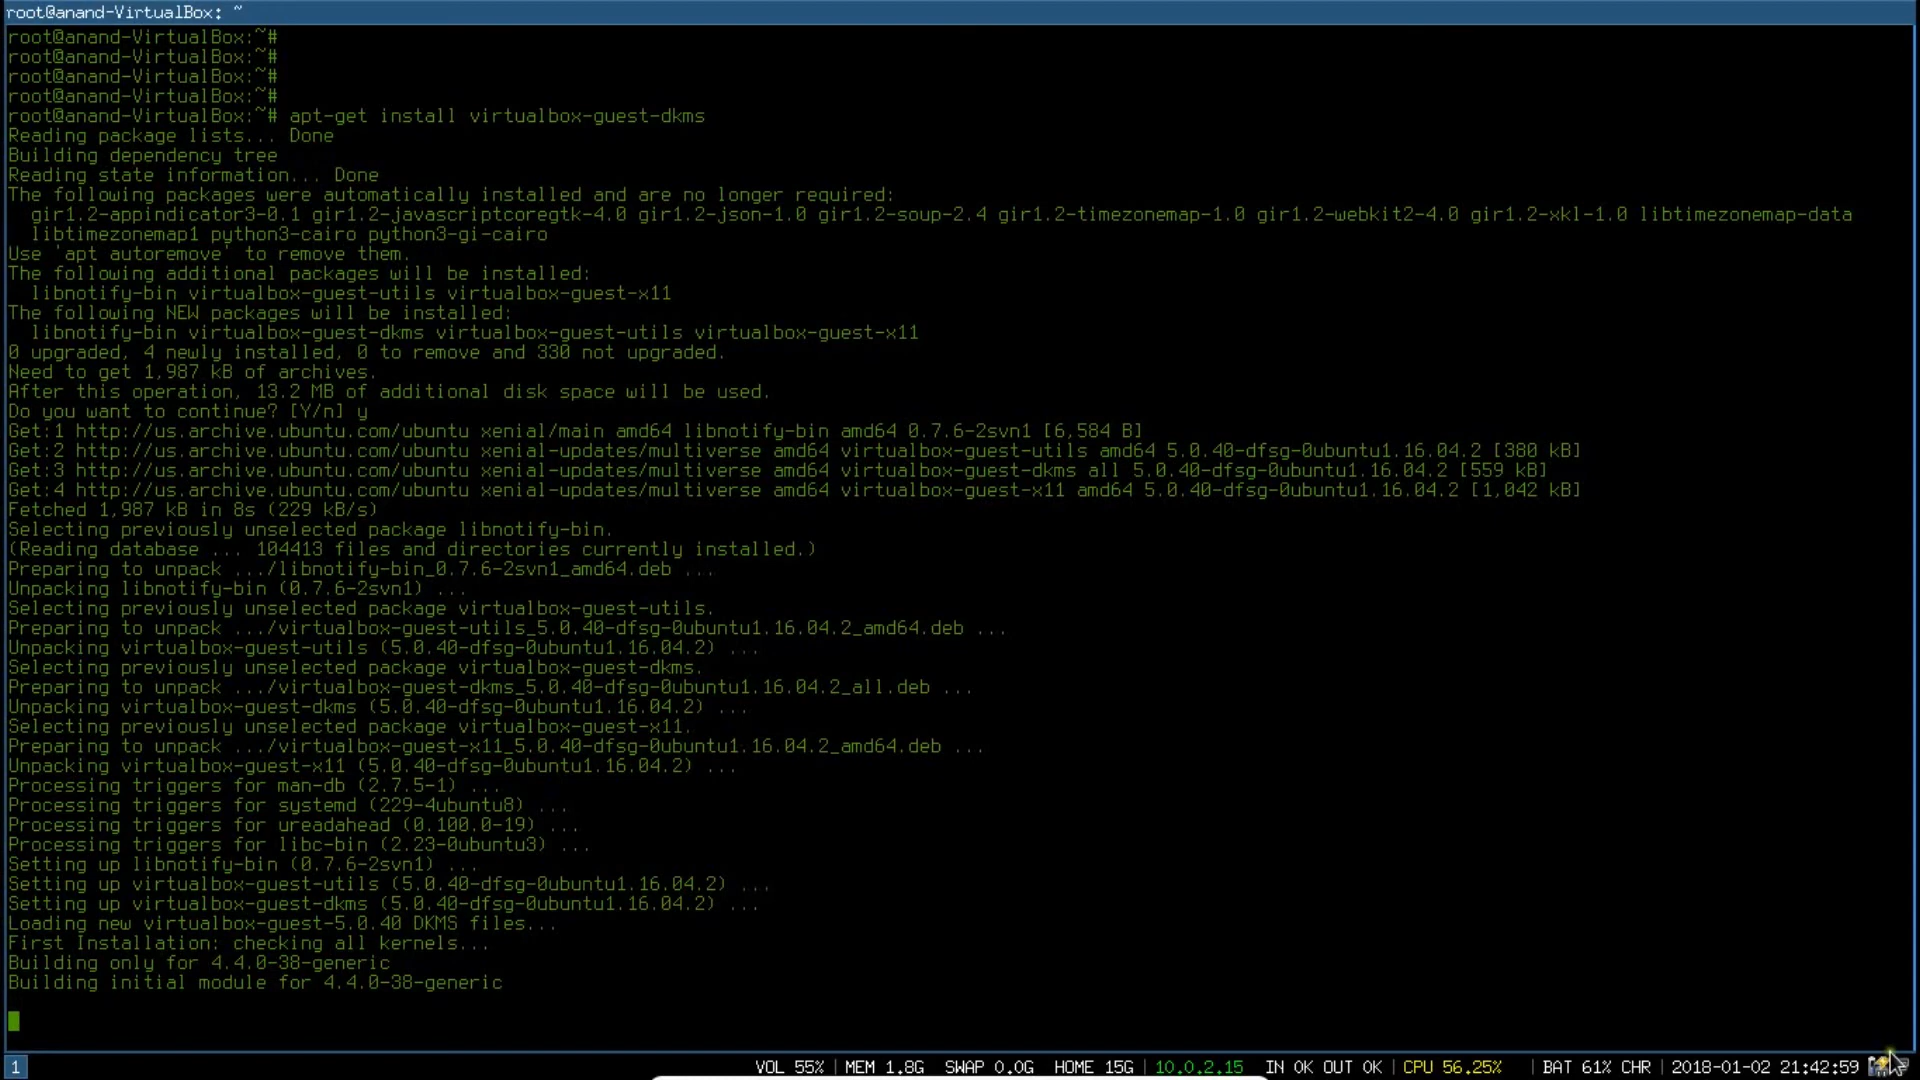 root@anand-VirtualBox: ~
root@anand-VirtualBox:~#
root@anand-VirtualBox:~#
root@anand-VirtualBox:~#
root@anand-VirtualBox:~#
root@anand-VirtualBox:~# apt-get install virtualbox-guest-dkms
Reading package lists... Done
Building dependency tree
Reading state information... Done
The following packages were automatically installed and are no longer required:
gir1.2-appindicator3-0.1 gir1.2-javascriptcoregtk-4.0 gir1.2-json-1.0 gir1.2-soup-2.4 gir1.2-timezonemap-1.0 gir1.2-webkit2-4.0 gir1.2-xkl-1.0 libtimezonemap-data
libtimezonemap1 python3-cairo python3-gi-cairo
Use 'apt autoremove' to remove them.
The following additional packages will be installed:
libnotify-bin virtualbox-guest-utils virtualbox-guest-x11
The following NEW packages will be installed:
libnotify-bin virtualbox-guest-dkms virtualbox-guest-utils virtualbox-guest-x11
0 upgraded, 4 newly installed, 0 to remove and 330 not upgraded.
Need to get 1,987 kB of archives.
After this operation, 13.2 MB of additional disk space will be used.
Do you want to continue? [Y/n] y
Get:1 http://us.archive.ubuntu.com/ubuntu xenial/main amd64 libnotify-bin amd64 0.7.6-2svn1 [6,584 B]
Get:2 http://us.archive.ubuntu.com/ubuntu xenial-updates/multiverse amd64 virtualbox-guest-utils amd64 5.0.40-dfsg-0ubuntu1.16.04.2 [380 kB]
Get:3 http://us.archive.ubuntu.com/ubuntu xenial-updates/multiverse amd64 virtualbox-guest-dkms all 5.0.40-dfsg-0ubuntu1.16.04.2 [559 kB]
Get:4 http://us.archive.ubuntu.com/ubuntu xenial-updates/multiverse amd64 virtualbox-guest-x11 amd64 5.0.40-dfsg-0ubuntu1.16.04.2 [1,042 kB]
Fetched 1,987 kB in 8s (229 kB/s)
Selecting previously unselected package libnotify-bin.
(Reading database ... 104413 files and directories currently installed.)
Preparing to unpack .../libnotify-bin_0.7.6-2svn1_amd64.deb ...
Unpacking libnotify-bin (0.7.6-2svn1) ...
Selecting previously unselected package virtualbox-guest-utils.
Preparing to unpack .../virtualbox-guest-utils_5.0.40-dfsg-0ubuntu1.16.04.2_amd64.deb ...
Unpacking virtualbox-guest-utils (5.0.40-dfsg-0ubuntu1.16.04.2) ...
Selecting previously unselected package virtualbox-guest-dkms.
Preparing to unpack .../virtualbox-guest-dkms_5.0.40-dfsg-0ubuntu1.16.04.2_all.deb ...
Unpacking virtualbox-guest-dkms (5.0.40-dfsg-0ubuntu1.16.04.2) ...
Selecting previously unselected package virtualbox-guest-x11.
Preparing to unpack .../virtualbox-guest-x11_5.0.40-dfsg-0ubuntu1.16.04.2_amd64.deb ...
Unpacking virtualbox-guest-x11 (5.0.40-dfsg-0ubuntu1.16.04.2) ...
Processing triggers for man-db (2.7.5-1) ...
Processing triggers for systemd (229-4ubuntu8) ...
Processing triggers for ureadahead (0.100.0-19) ...
Processing triggers for libc-bin (2.23-0ubuntu3) ...
Setting up libnotify-bin (0.7.6-2svn1) ...
Setting up virtualbox-guest-utils (5.0.40-dfsg-0ubuntu1.16.04.2) ...
Setting up virtualbox-guest-dkms (5.0.40-dfsg-0ubuntu1.16.04.2) ...
Loading new virtualbox-guest-5.0.40 DKMS files...
First Installation: checking all kernels...
Building only for 4.4.0-38-generic
Building initial module for 4.4.0-38-generic
1 VOL 55% | MEM 1.8G SWAP 0.0G HOME 15G | 10.0.2.15 IN OK OUT OK | CPU 56.25% | BAT 61% CHR | 2018-01-02 21:42:59